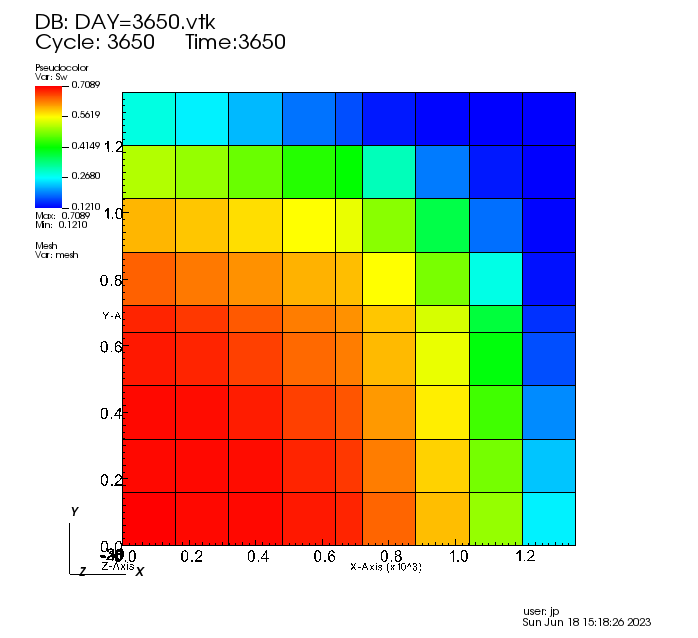 DB: DAY=3650.vtk
Cycle: 3650 Time:3650
Pseudocolor
Var: Sw
0.7089
0.5619
0.4149
0.2680
0.1210
Max: 0.7089
Min: 0.1210
Mesh
Var: mesh
1.2
1.0
0.8
Y-A
0.6
0.4
0.2
0.0
0.0 0.2 0.4 0.6 0.8 1.0 1.2
Z-Axis
X-Axis (x10^3)
Y
Z
X
user: jp
Sun Jun 18 15:18:26 2023